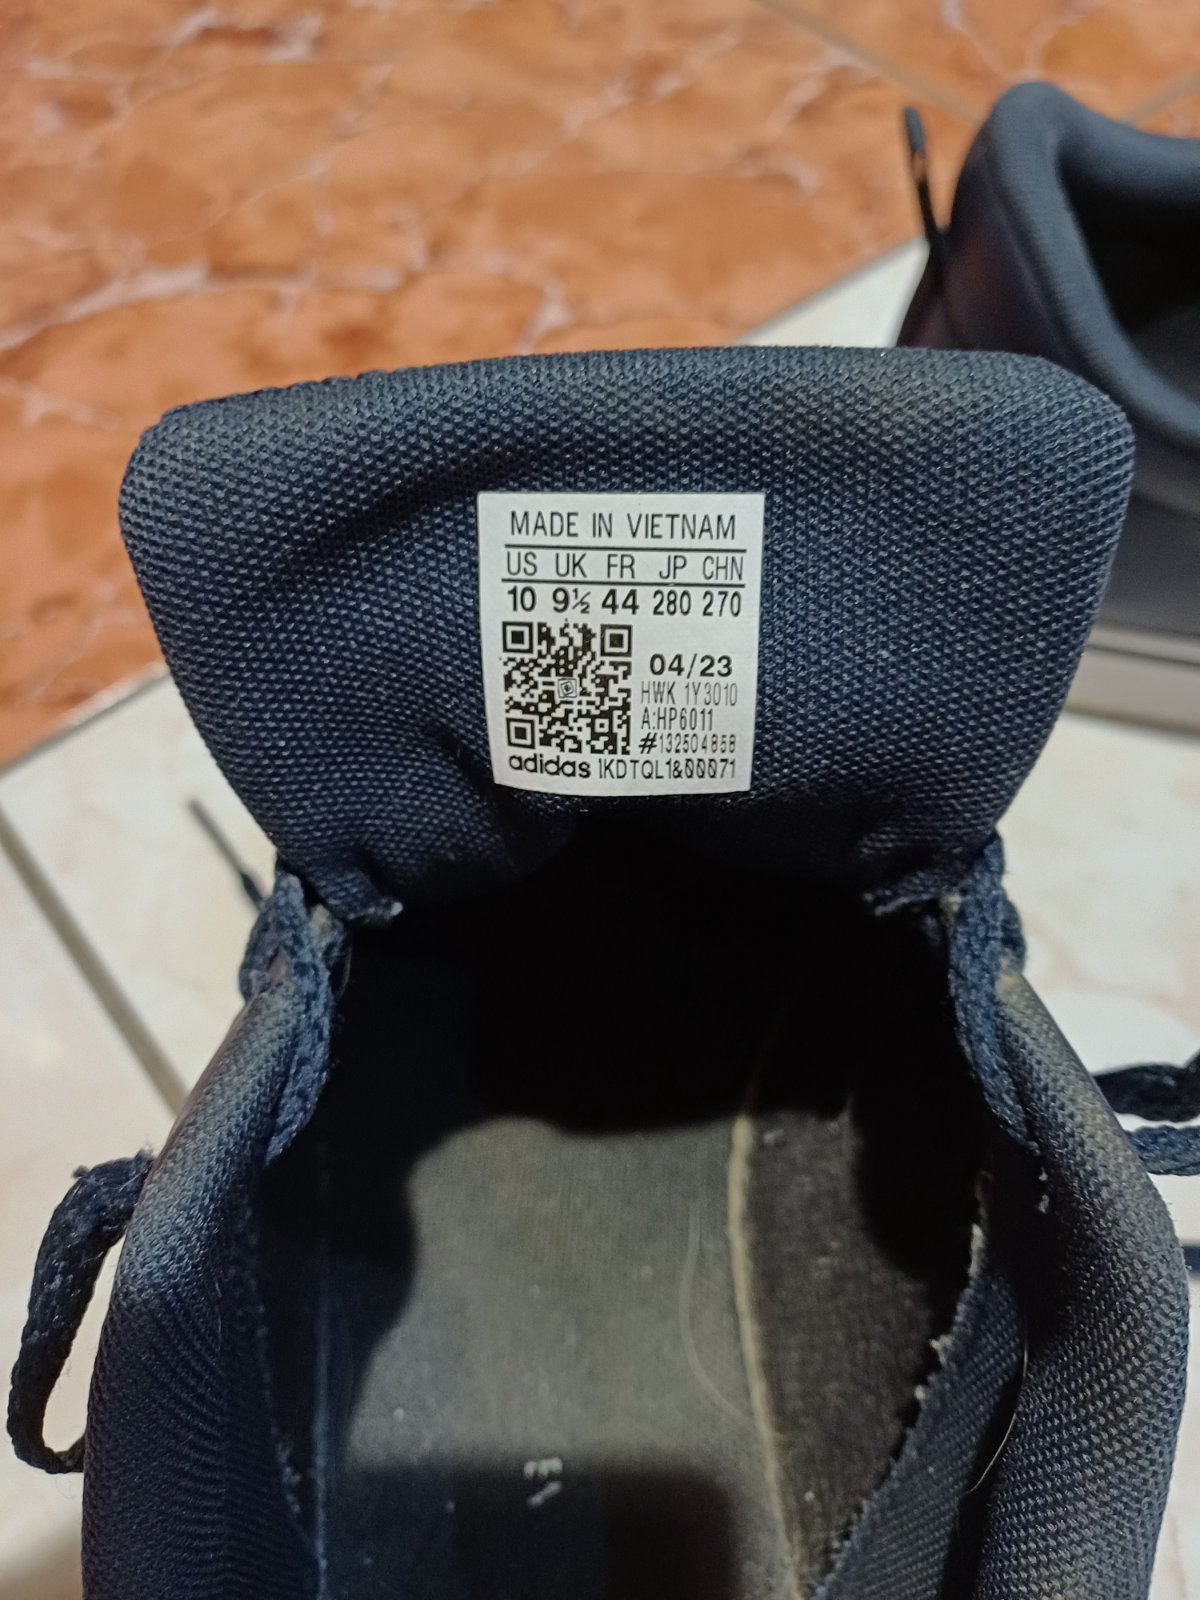 MADE IN VIETNAM
US UK FR JP CHN
10 9½ 44 280 270
04/23
HWK 1Y3010
A:HP6011
#132504858
adidas 1KDTQL1&00071